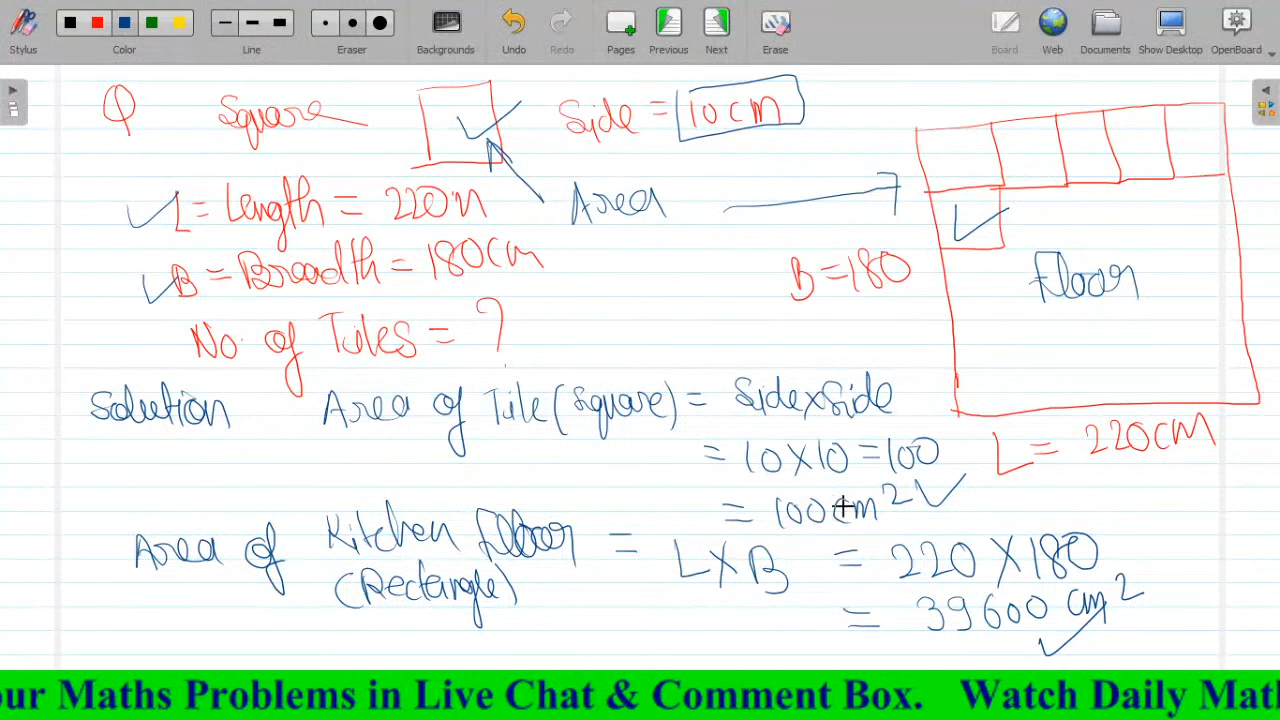 Stylus Color Line Eraser Backgrounds Undo Redo Pages Previous Next Erase Board Web Documents Show Desktop OpenBoard
Q Square Side = 10 cm
L = Length = 220 Area
B = Breadth = 180 cm B = 180 Floor
No. of Tiles = ?
Solution Area of Tile (Square) = Side x Side
= 10 X 10 = 100 L = 220 cm
= 100 cm²
Area of Kitchen Floor = L X B = 220 X 180
(Rectangle) = 39600 cm²
our Maths Problems in Live Chat & Comment Box. Watch Daily Mat